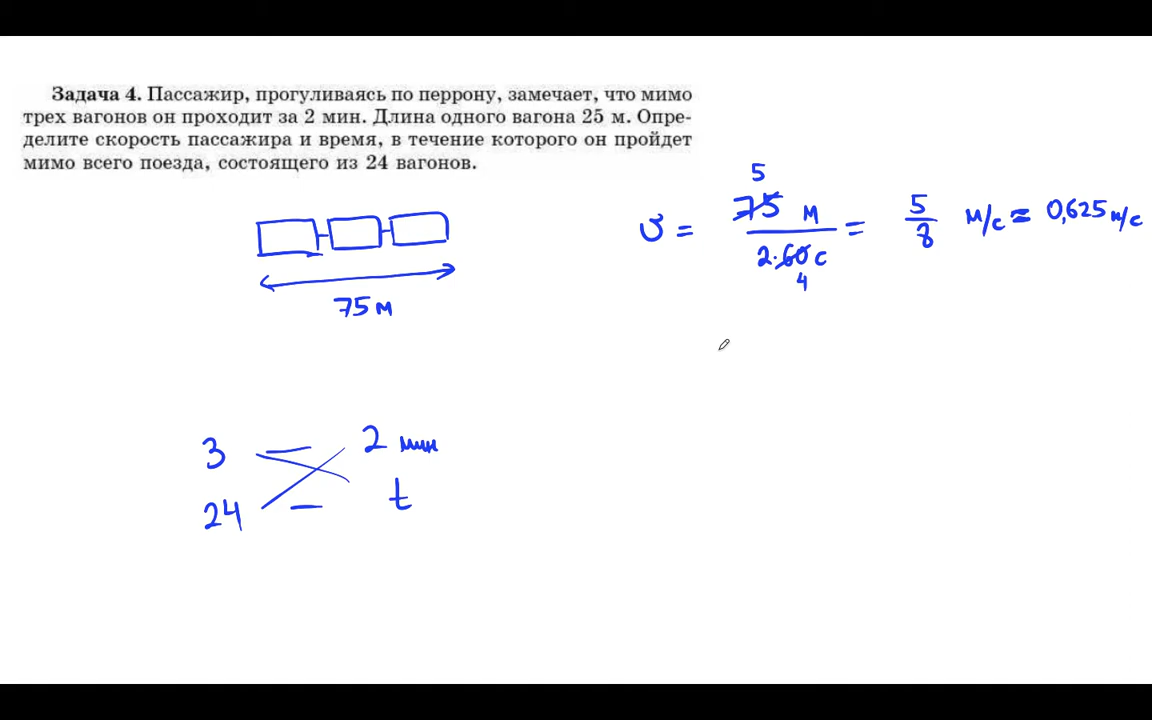 Задача 4. Пассажир, прогуливаясь по перрону, замечает, что мимо
трех вагонов он проходит за 2 мин. Длина одного вагона 25 м. Опре-
делите скорость пассажира и время, в течение которого он пройдет
мимо всего поезда, состоящего из 24 вагонов.
75 м
5
υ = 75 м / 2·60 с = 5/8 м/с ≈ 0,625 м/с
4
3 — 2 мин
24 — t